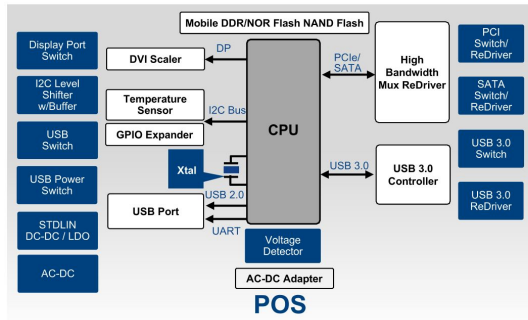 Mobile DDR/NOR Flash NAND Flash
Display Port
Switch
I2C Level
Shifter
w/Buffer
USB
Switch
USB Power
Switch
STDLIN
DC-DC / LDO
AC-DC
DVI Scaler
DP
Temperature
Sensor
I2C Bus
GPIO Expander
Xtal
USB 2.0
USB Port
UART
CPU
Voltage
Detector
AC-DC Adapter
PCIe/
SATA
High
Bandwidth
Mux ReDriver
USB 3.0
USB 3.0
Controller
PCI
Switch/
ReDriver
SATA
Switch/
ReDriver
USB 3.0
Switch
USB 3.0
ReDriver
POS